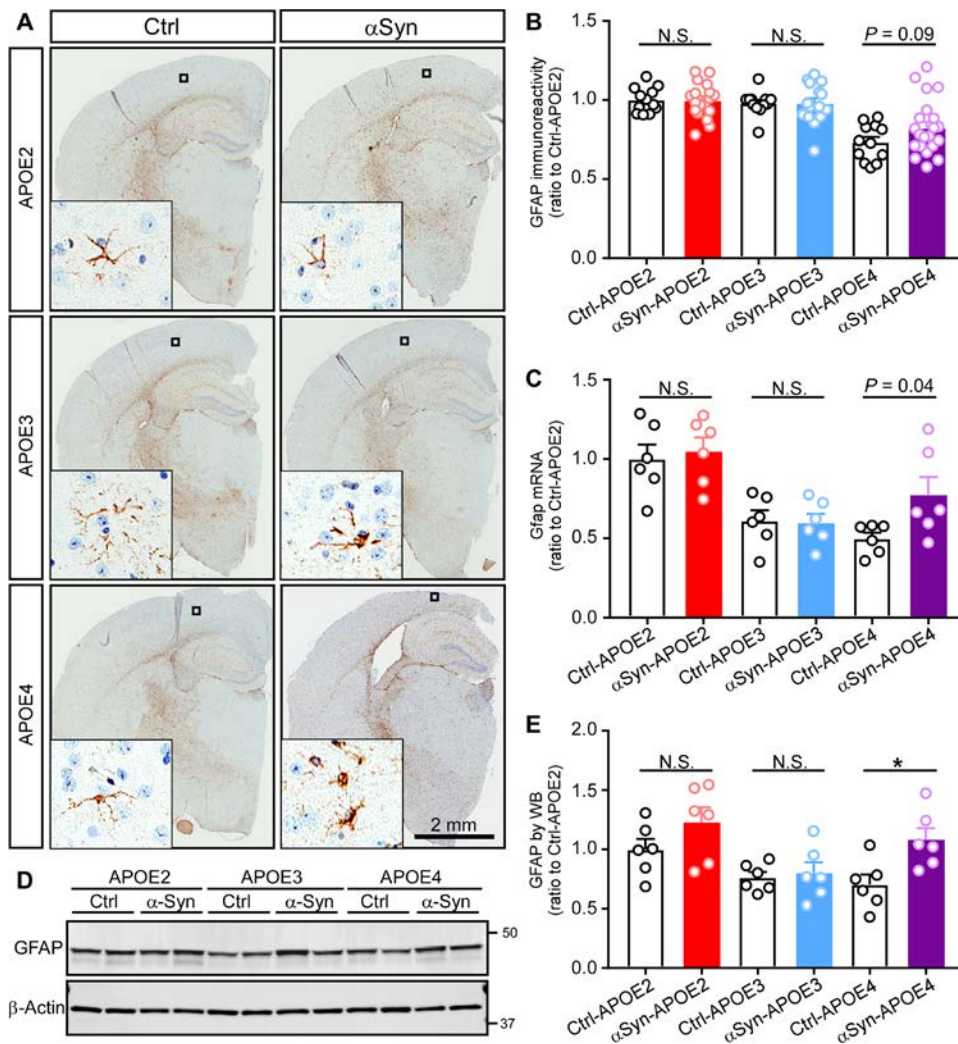 A
Ctrl
αSyn
APOE2
APOE3
APOE4
2 mm
B
GFAP immunoreactivity
(ratio to Ctrl-APOE2)
1.5
1.0
0.5
0.0
N.S.
N.S.
P = 0.09
Ctrl-APOE2
αSyn-APOE2
Ctrl-APOE3
αSyn-APOE3
Ctrl-APOE4
αSyn-APOE4
C
Gfap mRNA
(ratio to Ctrl-APOE2)
1.5
1.0
0.5
0.0
N.S.
N.S.
P = 0.04
Ctrl-APOE2
αSyn-APOE2
Ctrl-APOE3
αSyn-APOE3
Ctrl-APOE4
αSyn-APOE4
D
APOE2 APOE3 APOE4
Ctrl α-Syn Ctrl α-Syn Ctrl α-Syn
GFAP
50
β-Actin
37
E
GFAP by WB
(ratio to Ctrl-APOE2)
2.0
1.5
1.0
0.5
0.0
N.S.
N.S.
*
Ctrl-APOE2
αSyn-APOE2
Ctrl-APOE3
αSyn-APOE3
Ctrl-APOE4
αSyn-APOE4